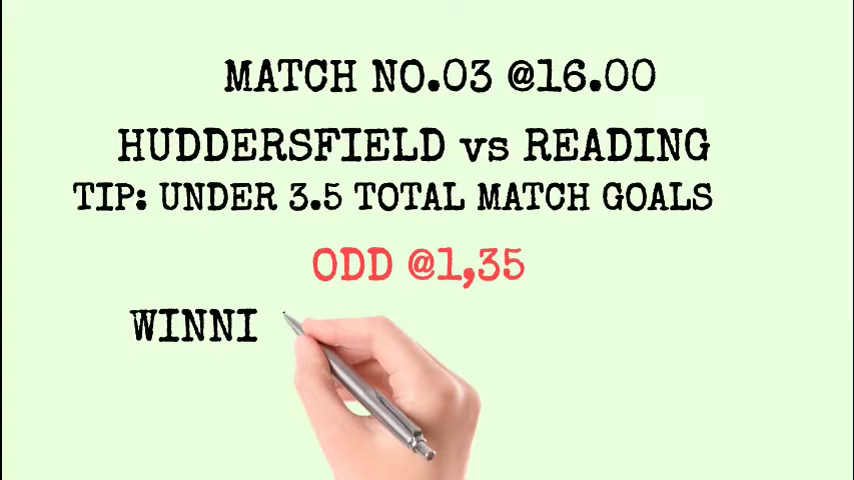 MATCH NO.03 @16.00
HUDDERSFIELD vs READING
TIP: UNDER 3.5 TOTAL MATCH GOALS
ODD @1,35
WINNI